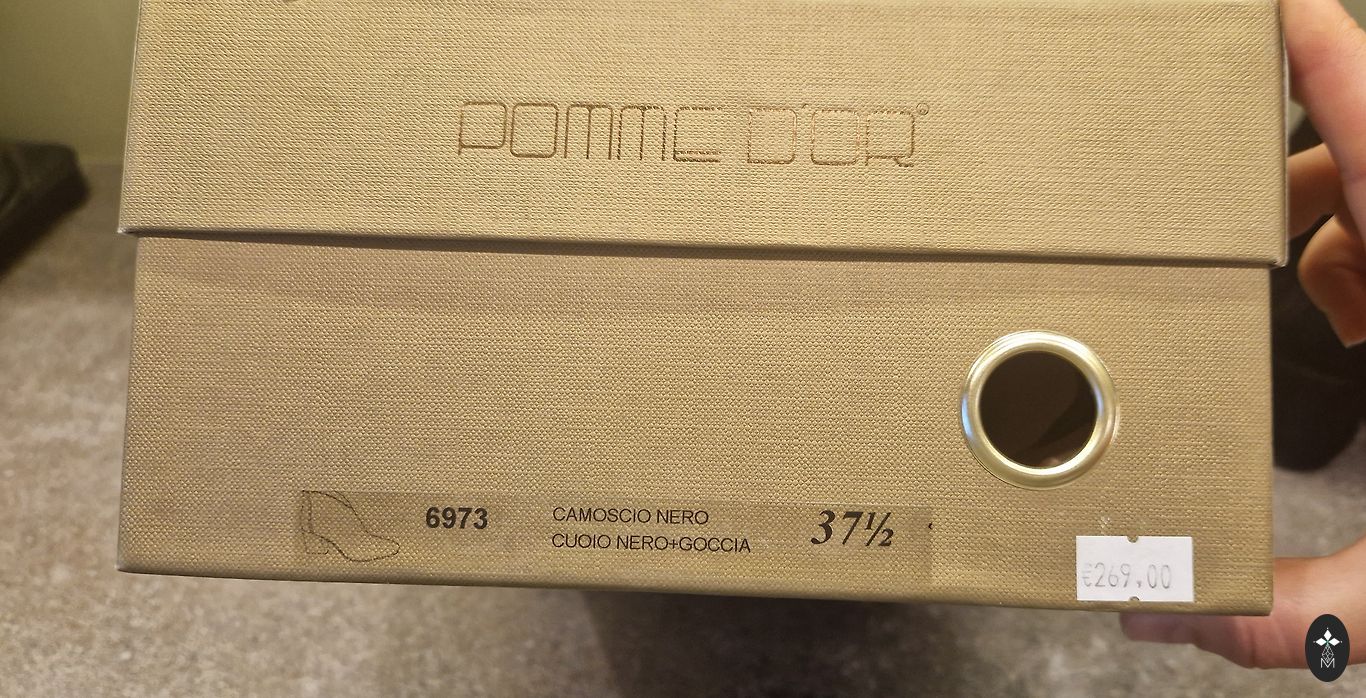 POMME D'OR®
6973
CAMOSCIO NERO
CUOIO NERO+GOCCIA
37½
€269.00
M